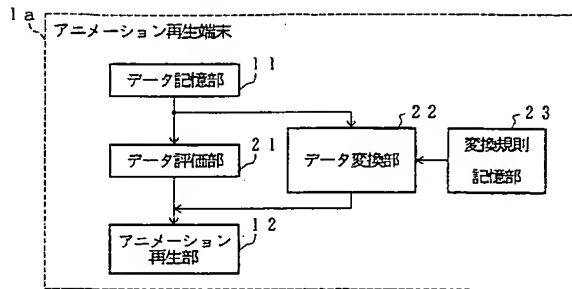 1a
アニメーション再生端末
11
データ記憶部
22
23
21
データ評価部
データ変換部
変換規則
記憶部
12
アニメーション
再生部